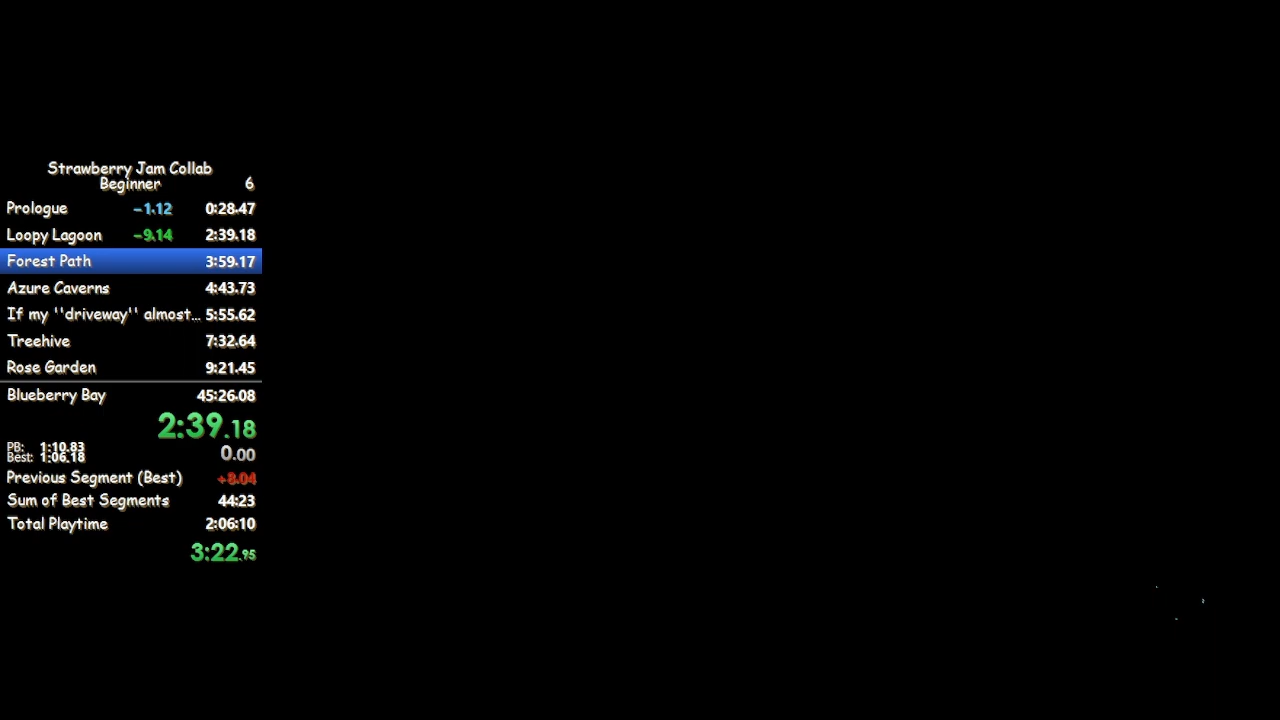 Strawberry Jam Collab
Beginner 6
Prologue -1.12 0:28.47
Loopy Lagoon -9.14 2:39.18
Forest Path 3:59.17
Azure Caverns 4:43.73
If my ''driveway'' almost... 5:55.62
Treehive 7:32.64
Rose Garden 9:21.45
Blueberry Bay 45:26.08
2:39.18
PB: 1:10.83
Best: 1:06.18
0.00
Previous Segment (Best) +8.04
Sum of Best Segments 44:23
Total Playtime 2:06:10
3:22.95